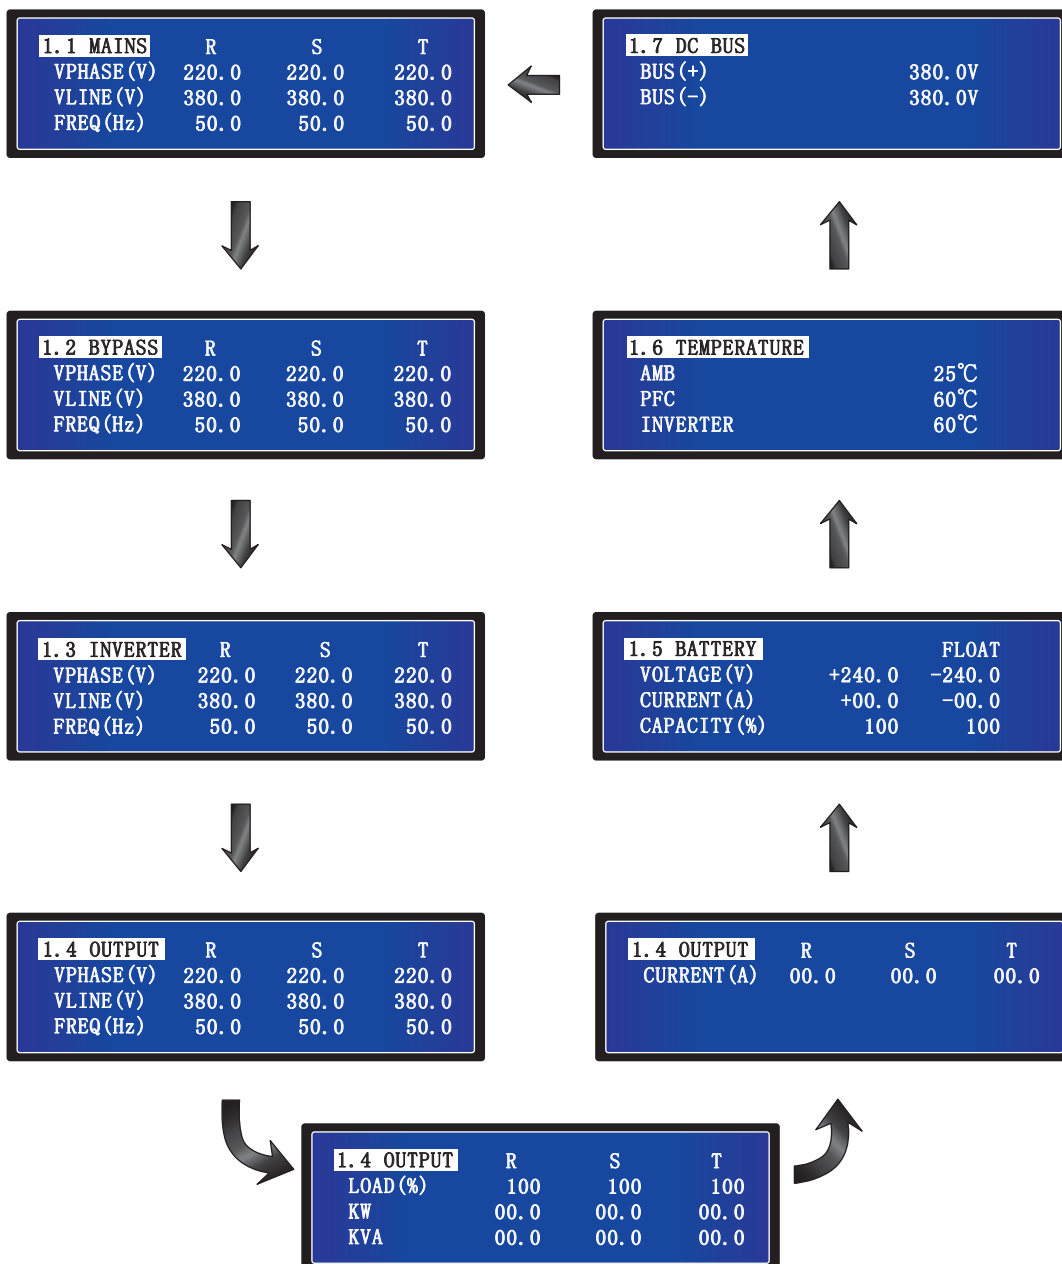 1.1 MAINS R S T
VPHASE(V) 220.0 220.0 220.0
VLINE(V) 380.0 380.0 380.0
FREQ(Hz) 50.0 50.0 50.0
1.2 BYPASS R S T
VPHASE(V) 220.0 220.0 220.0
VLINE(V) 380.0 380.0 380.0
FREQ(Hz) 50.0 50.0 50.0
1.3 INVERTER R S T
VPHASE(V) 220.0 220.0 220.0
VLINE(V) 380.0 380.0 380.0
FREQ(Hz) 50.0 50.0 50.0
1.4 OUTPUT R S T
VPHASE(V) 220.0 220.0 220.0
VLINE(V) 380.0 380.0 380.0
FREQ(Hz) 50.0 50.0 50.0
1.4 OUTPUT R S T
LOAD(%) 100 100 100
KW 00.0 00.0 00.0
KVA 00.0 00.0 00.0
1.4 OUTPUT R S T
CURRENT(A) 00.0 00.0 00.0
1.5 BATTERY FLOAT
VOLTAGE(V) +240.0 -240.0
CURRENT(A) +00.0 -00.0
CAPACITY(%) 100 100
1.6 TEMPERATURE
AMB 25℃
PFC 60℃
INVERTER 60℃
1.7 DC BUS
BUS(+) 380.0V
BUS(-) 380.0V